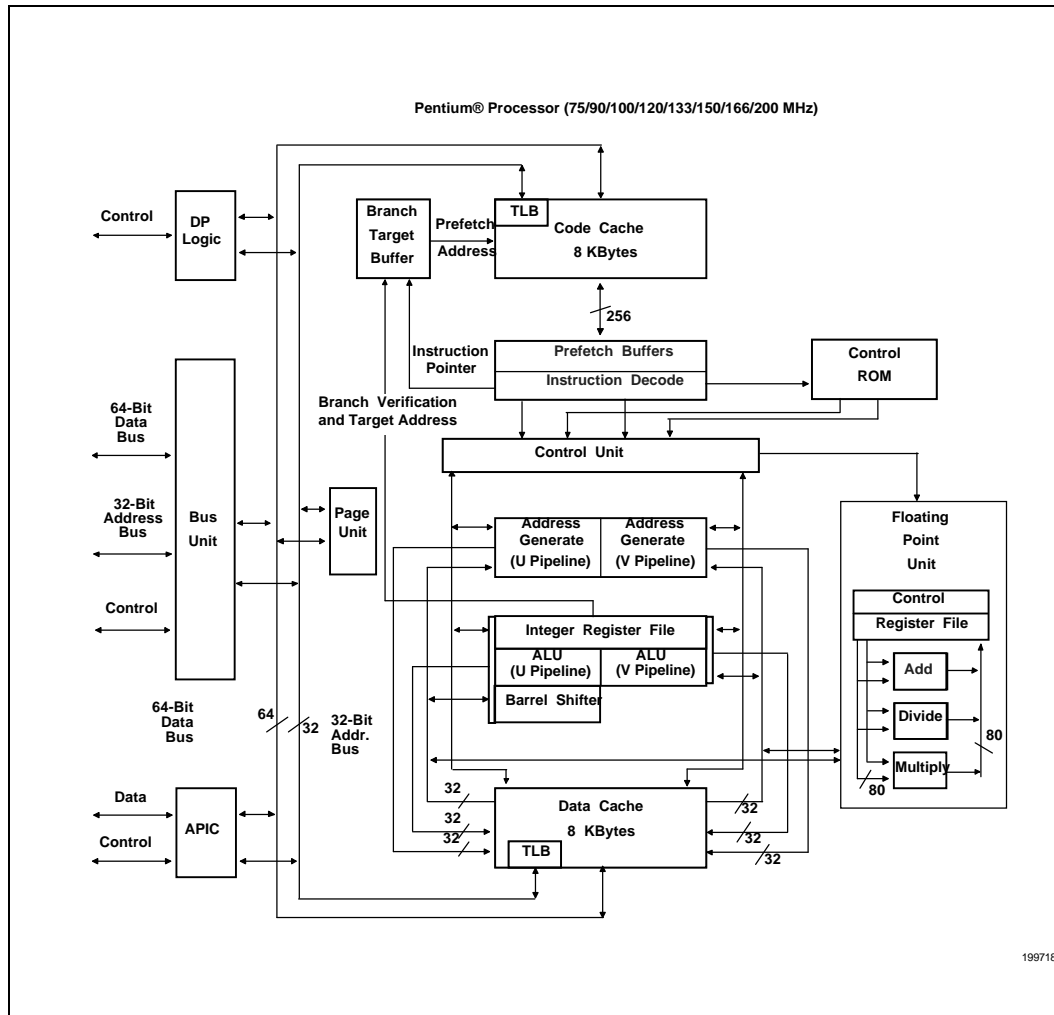 Pentium® Processor (75/90/100/120/133/150/166/200 MHz)
Control
DP
Logic
Branch
Target
Buffer
Prefetch
Address
TLB
Code Cache
8 KBytes
256
Instruction
Pointer
Prefetch Buffers
Instruction Decode
Control
ROM
Branch Verification
and Target Address
64-Bit
Data
Bus
32-Bit
Address
Bus
Control
Bus
Unit
Page
Unit
Control Unit
Address
Generate
(U Pipeline)
Address
Generate
(V Pipeline)
Integer Register File
ALU
(U Pipeline)
ALU
(V Pipeline)
Barrel Shifter
Floating
Point
Unit
Control
Register File
Add
Divide
Multiply
80
80
64-Bit
Data
Bus
64
32
32-Bit
Addr.
Bus
Data
Control
APIC
32
32
32
Data Cache
8 KBytes
TLB
32
32
32
199718